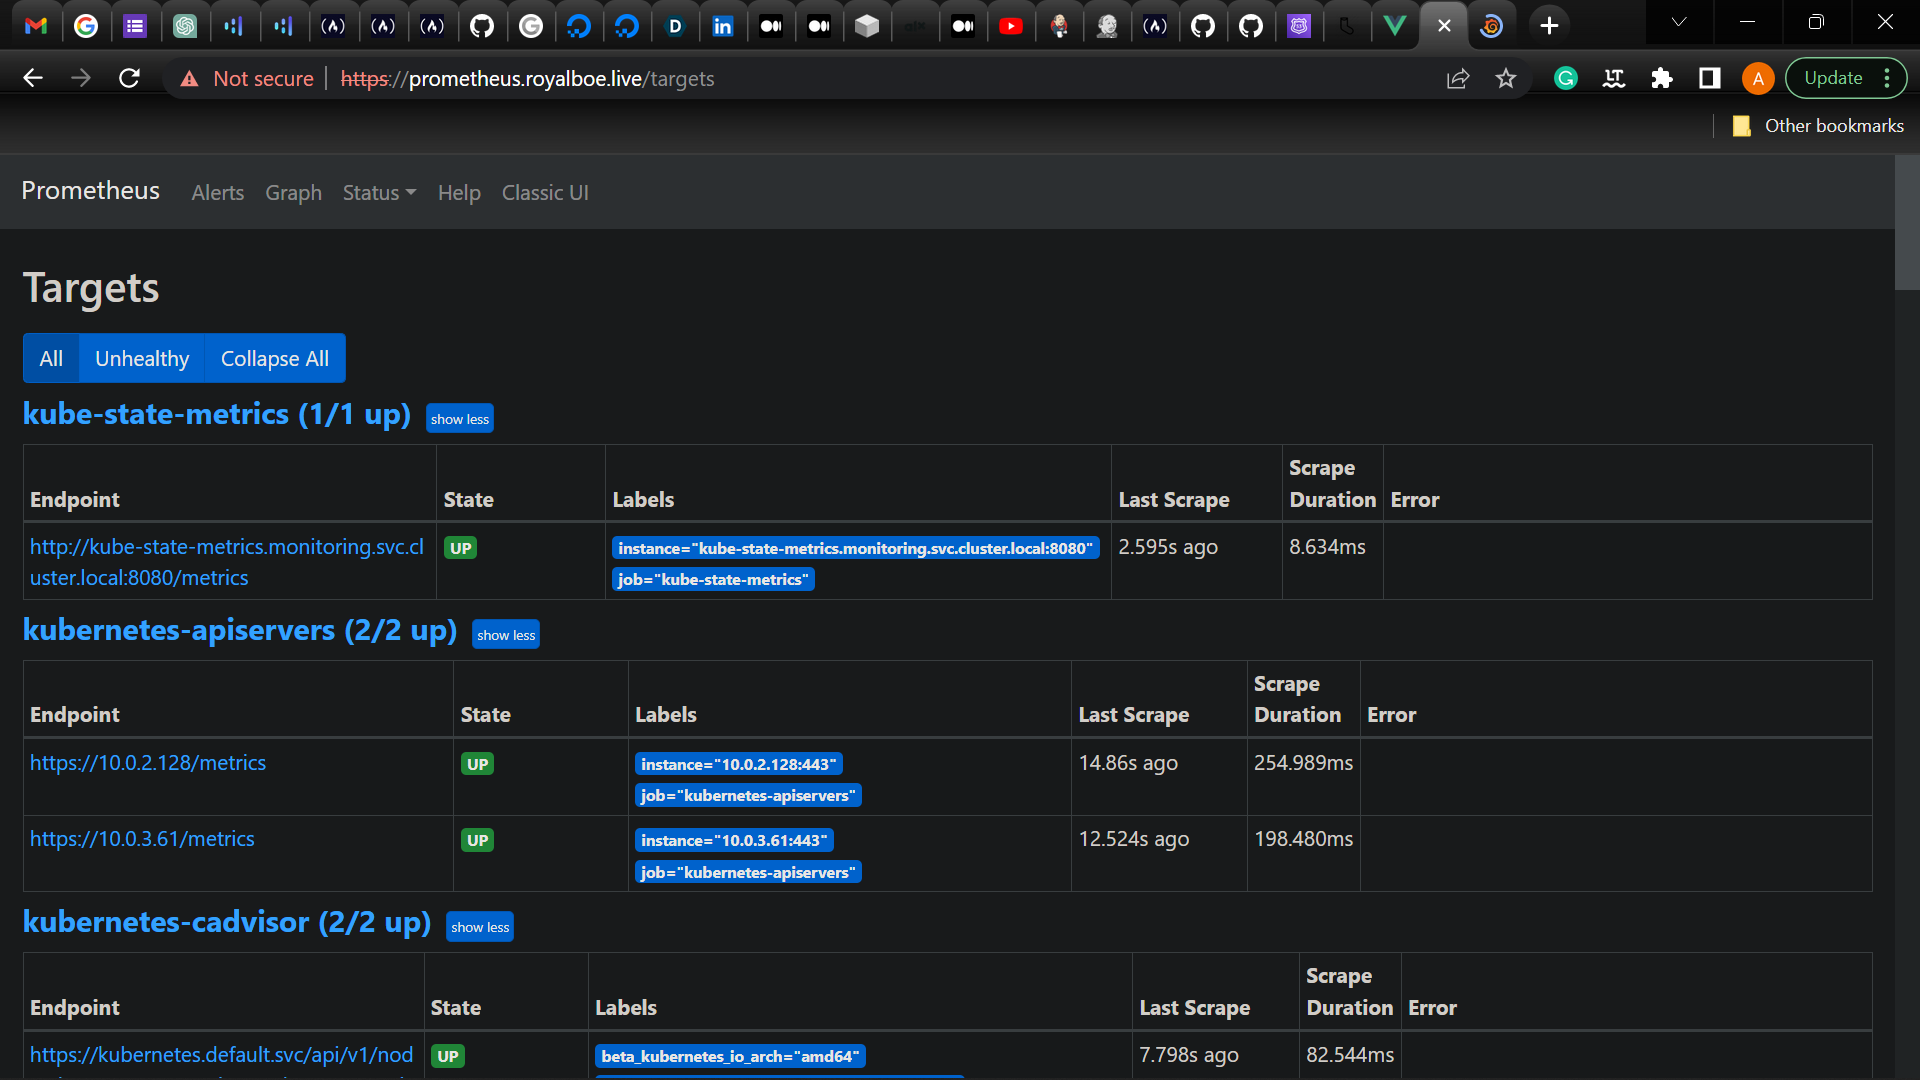 Not secure | https://prometheus.royalboe.live/targets
A
Update
Other bookmarks
Prometheus Alerts Graph Status Help Classic UI
Targets
All Unhealthy Collapse All
kube-state-metrics (1/1 up) show less
Endpoint State Labels Last Scrape Scrape Duration Error
http://kube-state-metrics.monitoring.svc.cl
uster.local:8080/metrics
UP
instance="kube-state-metrics.monitoring.svc.cluster.local:8080"
job="kube-state-metrics"
2.595s ago
8.634ms
kubernetes-apiservers (2/2 up) show less
Endpoint State Labels Last Scrape Scrape Duration Error
https://10.0.2.128/metrics UP instance="10.0.2.128:443" 14.86s ago 254.989ms
job="kubernetes-apiservers"
https://10.0.3.61/metrics UP instance="10.0.3.61:443" 12.524s ago 198.480ms
job="kubernetes-apiservers"
kubernetes-cadvisor (2/2 up) show less
Endpoint State Labels Last Scrape Scrape Duration Error
https://kubernetes.default.svc/api/v1/nod UP beta_kubernetes_io_arch="amd64" 7.798s ago 82.544ms